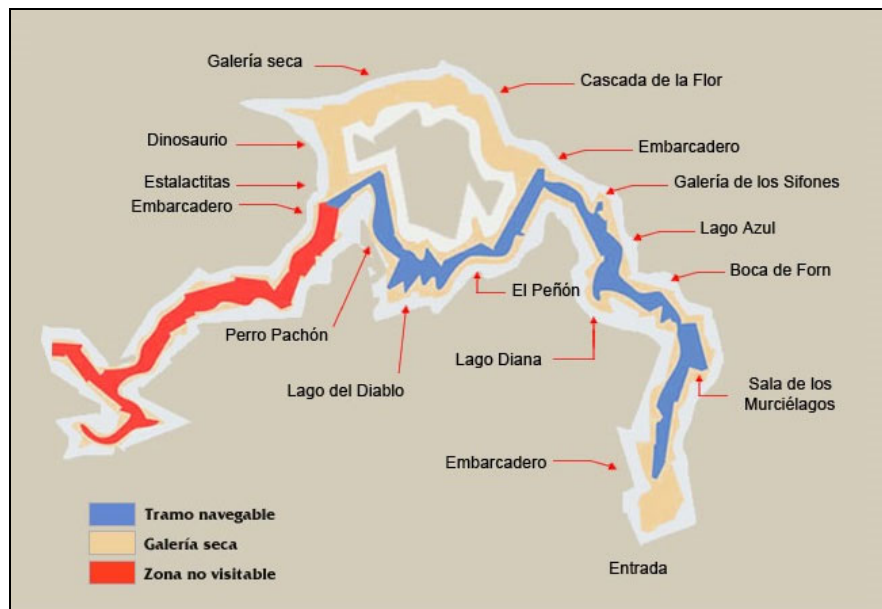 Galería seca
Cascada de la Flor
Dinosaurio
Embarcadero
Estalactitas
Galería de los Sifones
Embarcadero
Lago Azul
Boca de Forn
El Peñón
Perro Pachón
Lago Diana
Lago del Diablo
Sala de los
Murciélagos
Embarcadero
Tramo navegable
Galería seca
Zona no visitable
Entrada